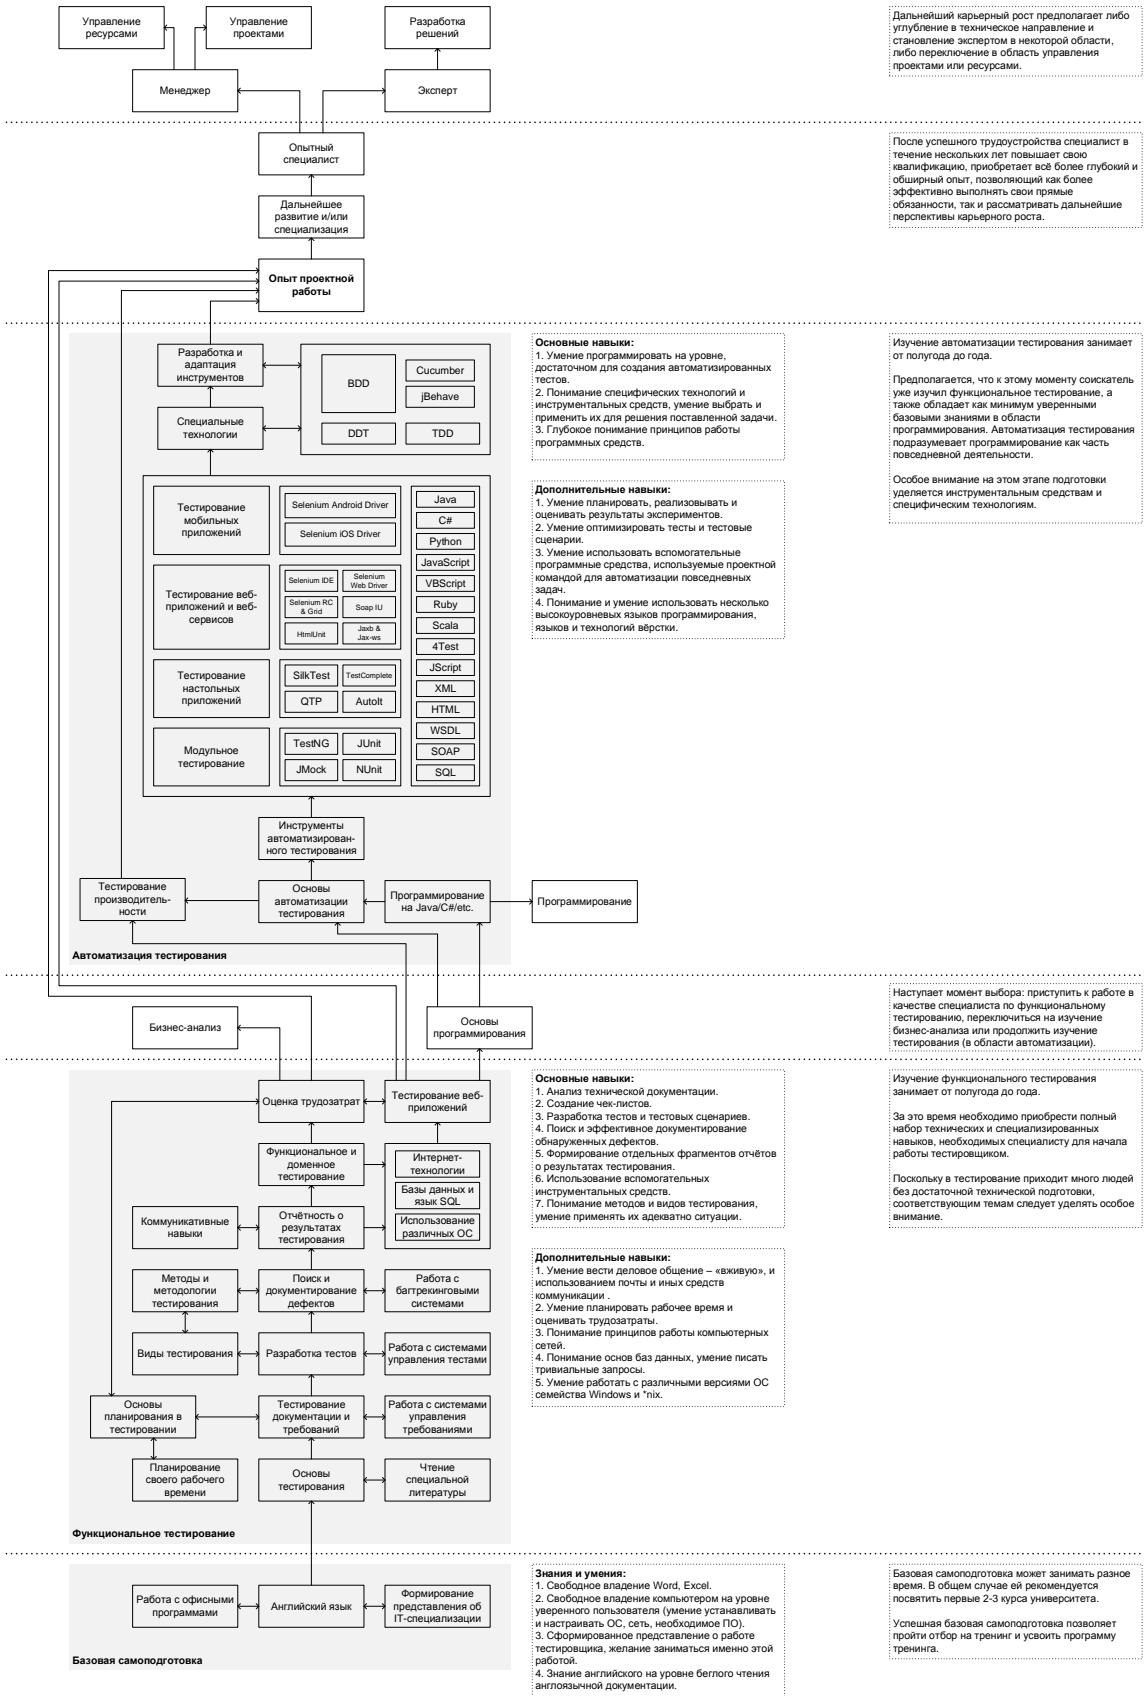 Управление
ресурсами
Управление
проектами
Разработка
решений
Менеджер
Эксперт
Дальнейший карьерный рост предполагает либо
углубление в техническое направление и
становление экспертом в некоторой области,
либо переключение в область управления
проектами или ресурсами.
Опытный
специалист
Дальнейшее
развитие и/или
специализация
Опыт проектной
работы
После успешного трудоустройства специалист в
течение нескольких лет повышает свою
квалификацию, приобретает всё более глубокий и
обширный опыт, позволяющий как более
эффективно выполнять свои прямые
обязанности, так и рассматривать дальнейшие
перспективы карьерного роста.
Разработка и
адаптация
инструментов
Специальные
технологии
BDD
Cucumber
jBehave
DDT
TDD
Тестирование
мобильных
приложений
Selenium Android Driver
Selenium iOS Driver
Тестирование веб-
приложений и веб-
сервисов
Selenium IDE
Selenium
Web Driver
Selenium RC
& Grid
Soap IU
HtmlUnit
Jaxb &
Jax-ws
Тестирование
настольных
приложений
SilkTest
TestComplete
QTP
AutoIt
Модульное
тестирование
TestNG
JUnit
JMock
NUnit
Java
C#
Python
JavaScript
VBScript
Ruby
Scala
4Test
JScript
XML
HTML
WSDL
SOAP
SQL
Инструменты
автоматизирован-
ного тестирования
Тестирование
производитель-
ности
Основы
автоматизации
тестирования
Программирование
на Java/C#/etc.
Программирование
Автоматизация тестирования
Основные навыки:
1. Умение программировать на уровне,
достаточном для создания автоматизированных
тестов.
2. Понимание специфических технологий и
инструментальных средств, умение выбрать и
применить их для решения поставленной задачи.
3. Глубокое понимание принципов работы
программных средств.
Дополнительные навыки:
1. Умение планировать, реализовывать и
оценивать результаты экспериментов.
2. Умение оптимизировать тесты и тестовые
сценарии.
3. Умение использовать вспомогательные
программные средства, используемые проектной
командой для автоматизации повседневных
задач.
4. Понимание и умение использовать несколько
высокоуровневых языков программирования,
языков и технологий вёрстки.
Изучение автоматизации тестирования занимает
от полугода до года.
Предполагается, что к этому моменту соискатель
уже изучил функциональное тестирование, а
также обладает как минимум уверенными
базовыми знаниями в области
программирования. Автоматизация тестирования
подразумевает программирование как часть
повседневной деятельности.
Особое внимание на этом этапе подготовки
уделяется инструментальным средствам и
специфическим технологиям.
Бизнес-анализ
Основы
программирования
Наступает момент выбора: приступить к работе в
качестве специалиста по функциональному
тестированию, переключиться на изучение
бизнес-анализа или продолжить изучение
тестирования (в области автоматизации).
Оценка трудозатрат
Тестирование веб-
приложений
Функциональное и
доменное
тестирование
Интернет-
технологии
Базы данных и
язык SQL
Использование
различных ОС
Коммуникативные
навыки
Отчётность о
результатах
тестирования
Методы и
методологии
тестирования
Поиск и
документирование
дефектов
Работа с
багтрекинговыми
системами
Виды тестирования
Разработка тестов
Работа с системами
управления тестами
Основы
планирования в
тестировании
Тестирование
документации и
требований
Работа с системами
управления
требованиями
Планирование
своего рабочего
времени
Основы
тестирования
Чтение
специальной
литературы
Функциональное тестирование
Основные навыки:
1. Анализ технической документации.
2. Создание чек-листов.
3. Разработка тестов и тестовых сценариев.
4. Поиск и эффективное документирование
обнаруженных дефектов.
5. Формирование отдельных фрагментов отчётов
о результатах тестирования.
6. Использование вспомогательных
инструментальных средств.
7. Понимание методов и видов тестирования,
умение применять их адекватно ситуации.
Дополнительные навыки:
1. Умение вести деловое общение – «вживую», и
использованием почты и иных средств
коммуникации .
2. Умение планировать рабочее время и
оценивать трудозатраты.
3. Понимание принципов работы компьютерных
сетей.
4. Понимание основ баз данных, умение писать
тривиальные запросы.
5. Умение работать с различными версиями ОС
семейства Windows и *nix.
Изучение функционального тестирования
занимает от полугода до года.
За это время необходимо приобрести полный
набор технических и специализированных
навыков, необходимых специалисту для начала
работы тестировщиком.
Поскольку в тестирование приходит много людей
без достаточной технической подготовки,
соответствующим темам следует уделять особое
внимание.
Работа с офисными
программами
Английский язык
Формирование
представления об
IT-специализации
Базовая самоподготовка
Знания и умения:
1. Свободное владение Word, Excel.
2. Свободное владение компьютером на уровне
уверенного пользователя (умение устанавливать
и настраивать ОС, сеть, необходимое ПО).
3. Сформированное представление о работе
тестировщика, желание заниматься именно этой
работой.
4. Знание английского на уровне беглого чтения
англоязычной документации.
Базовая самоподготовка может занимать разное
время. В общем случае ей рекомендуется
посвятить первые 2-3 курса университета.
Успешная базовая самоподготовка позволяет
пройти отбор на тренинг и усвоить программу
тренинга.